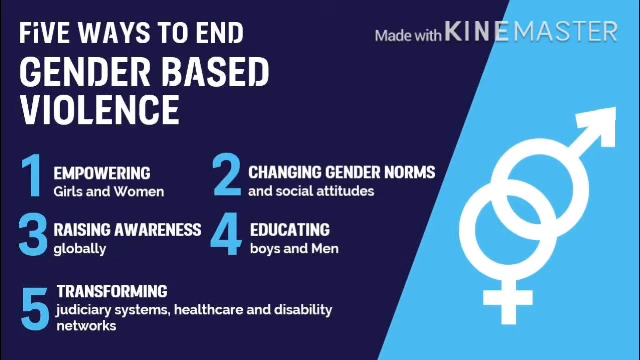 FiVE WAYS TO END
GENDER BASED
VIOLENCE
Made with KINEMASTER
1 EMPOWERING
Girls and Women
2 CHANGING GENDER NORMS
and social attitudes
3 RAISING AWARENESS
globally
4 EDUCATING
boys and Men
5 TRANSFORMING
judiciary systems, healthcare and disability
networks